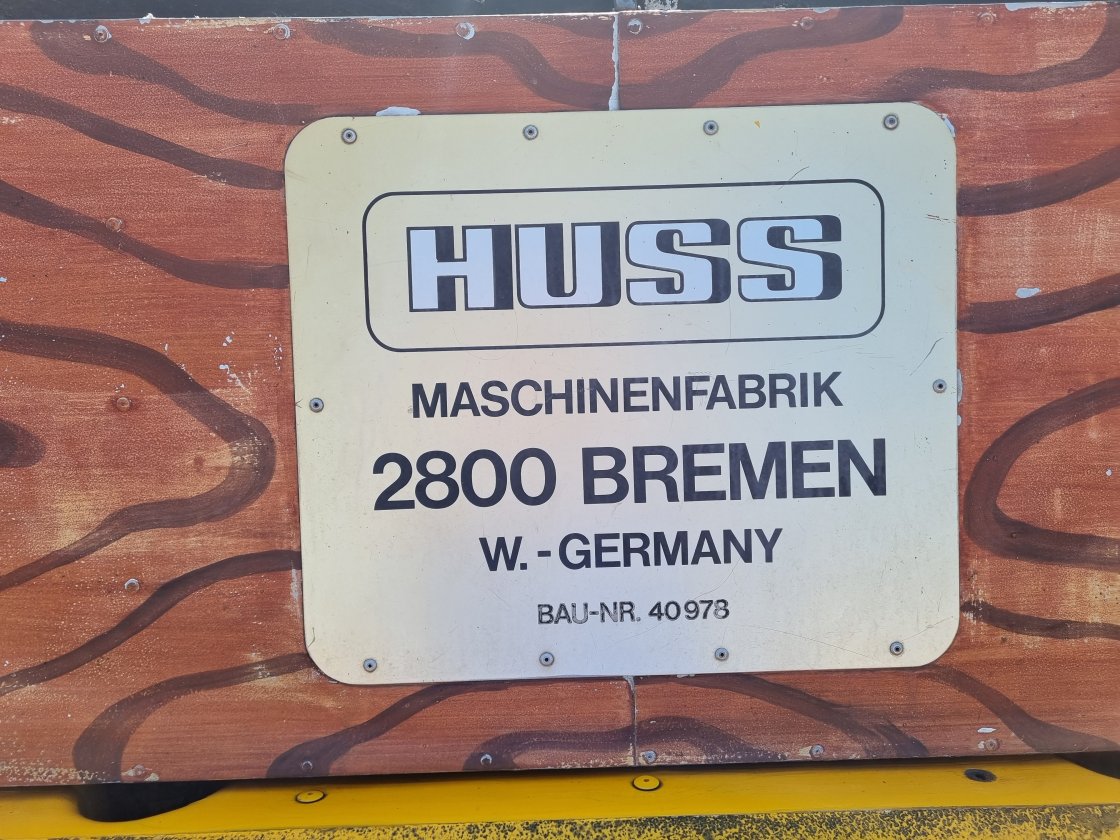 HUSS
MASCHINENFABRIK
2800 BREMEN
W.-GERMANY
BAU-NR. 40978